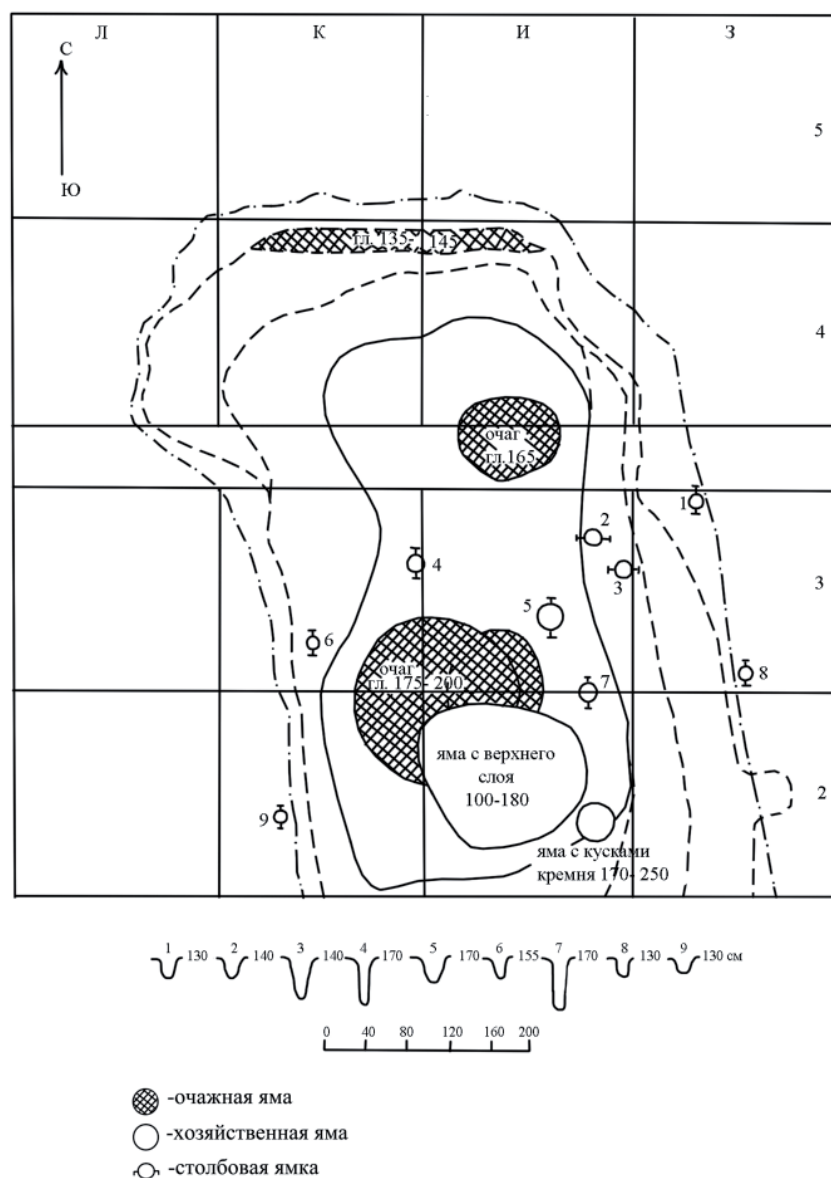 Л К И З
С
Ю
5
гл. 135- 145
4
очаг
гл.165
1
2
3
3
4
5
6
очаг
гл. 175- 200
7
8
яма с верхнего
слоя
100-180
2
9
яма с кусками
кремня 170- 250
1 130 2 140 3 140 4 170 5 170 6 155 7 170 8 130 9 130 см
0 40 80 120 160 200
-очажная яма
-хозяйственная яма
-столбовая ямка